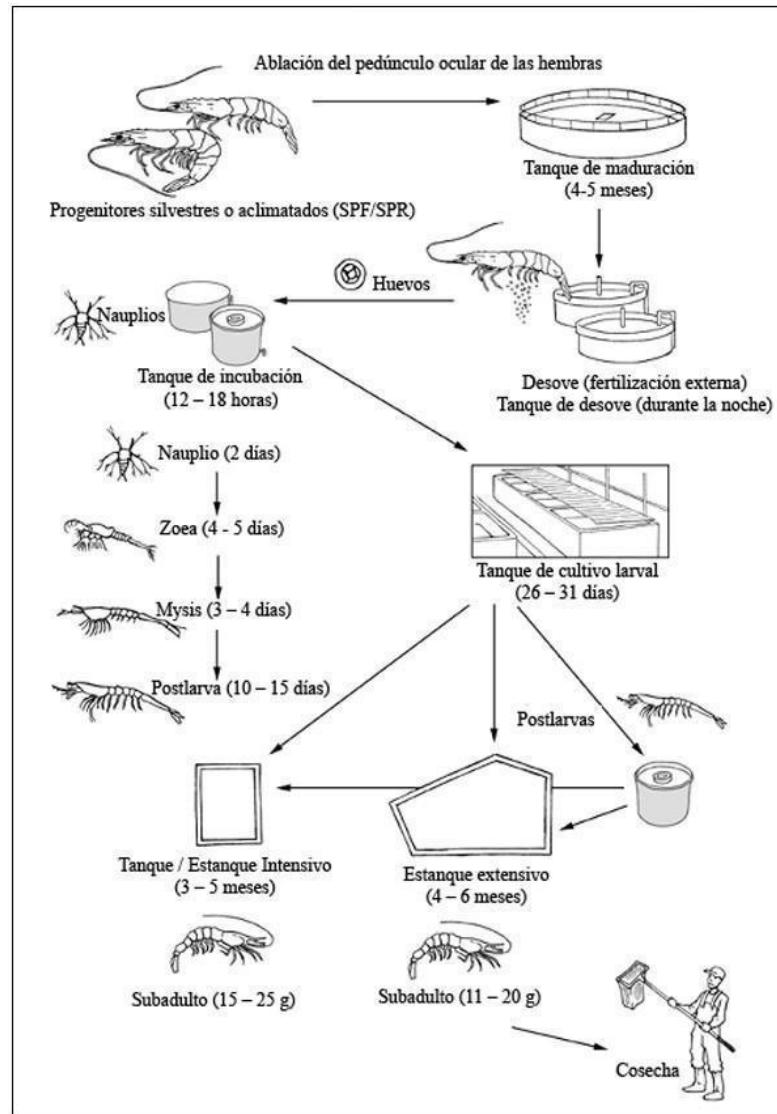 Ablación del pedúnculo ocular de las hembras
Tanque de maduración
(4-5 meses)
Progenitores silvestres o aclimatados (SPF/SPR)
Huevos
Nauplios
Tanque de incubación
(12 – 18 horas)
Desove (fertilización externa)
Tanque de desove (durante la noche)
Nauplio (2 días)
Zoea (4 - 5 días)
Mysis (3 – 4 días)
Postlarva (10 – 15 días)
Tanque de cultivo larval
(26 – 31 días)
Postlarvas
Tanque / Estanque Intensivo
(3 – 5 meses)
Estanque extensivo
(4 – 6 meses)
Subadulto (15 – 25 g)
Subadulto (11 – 20 g)
Cosecha